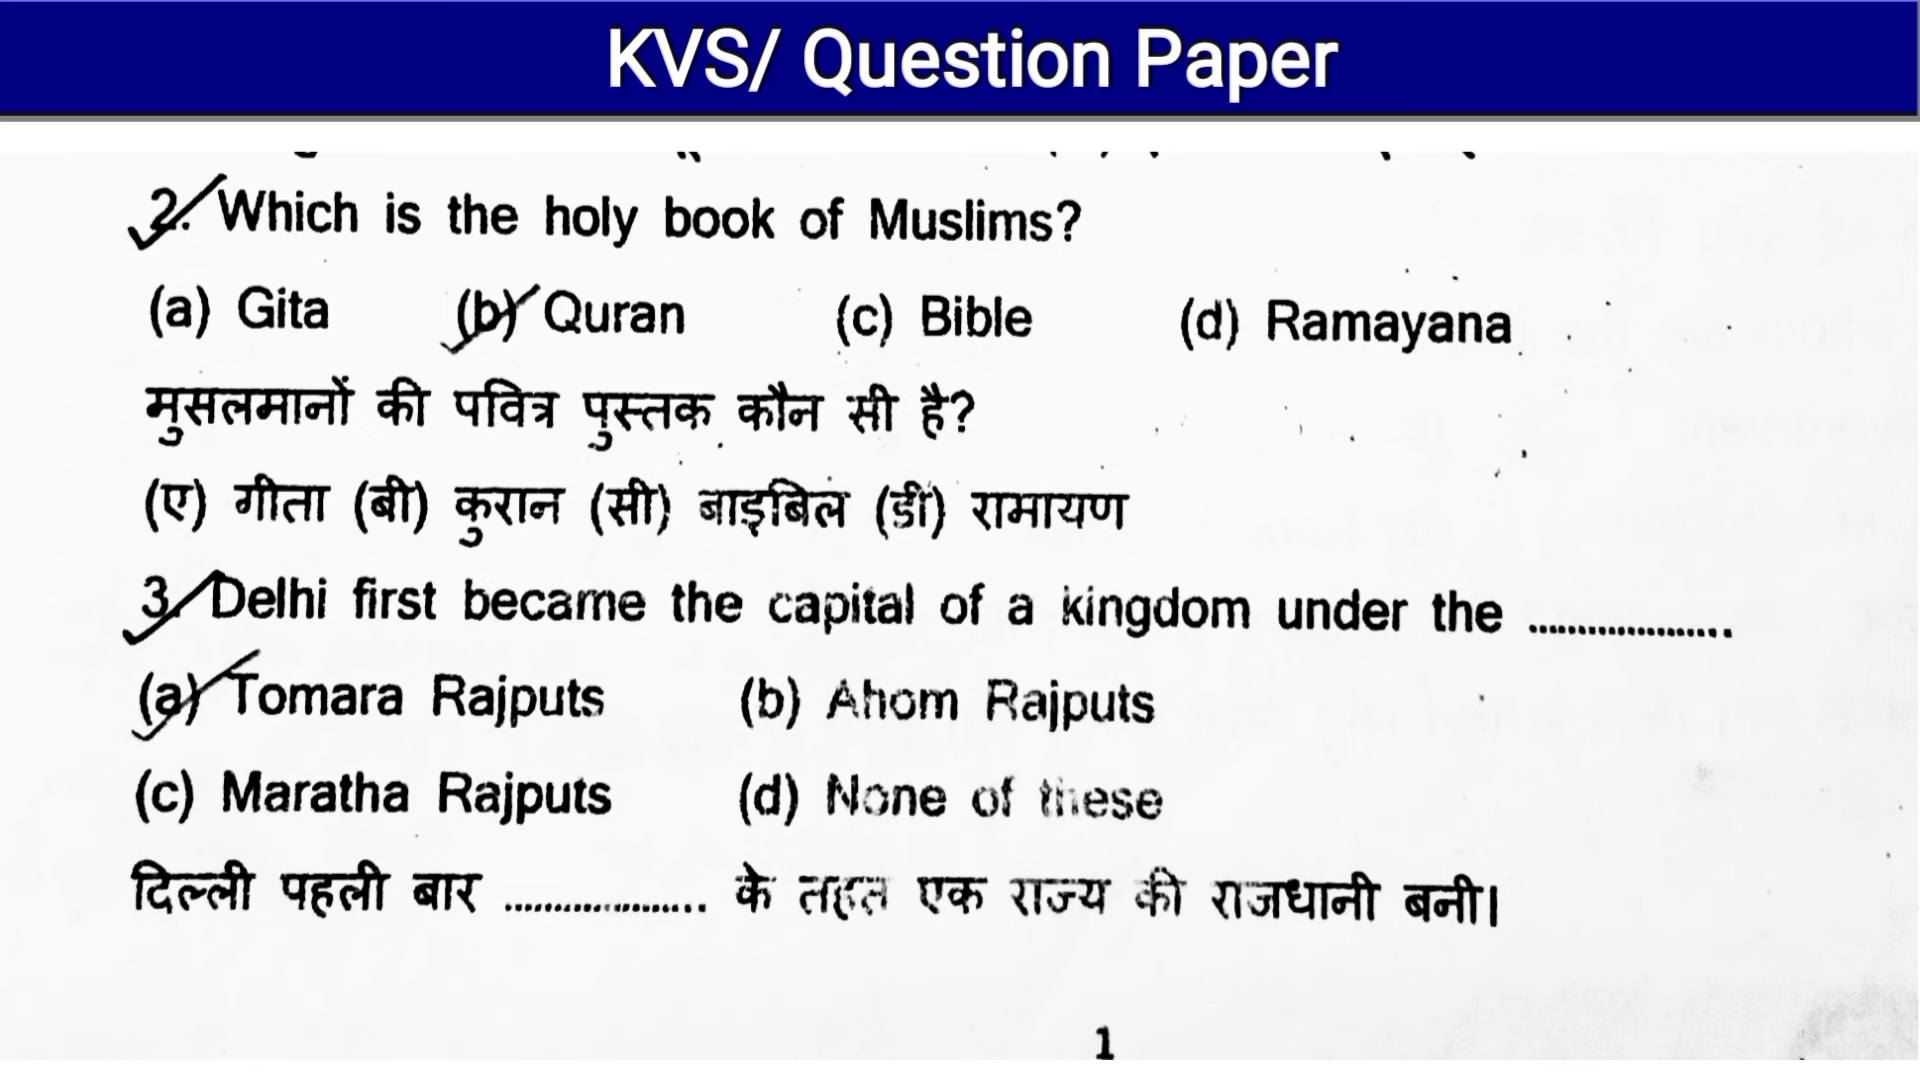 KVS/ Question Paper
2. Which is the holy book of Muslims?
(a) Gita (b) Quran (c) Bible (d) Ramayana
मुसलमानों की पवित्र पुस्तक कौन सी है?
(ए) गीता (बी) कुरान (सी) बाइबिल (डी) रामायण
3. Delhi first became the capital of a kingdom under the ....................
(a) Tomara Rajputs (b) Ahom Rajputs
(c) Maratha Rajputs (d) None of these
दिल्ली पहली बार .................... के तहत एक राज्य की राजधानी बनी।
1